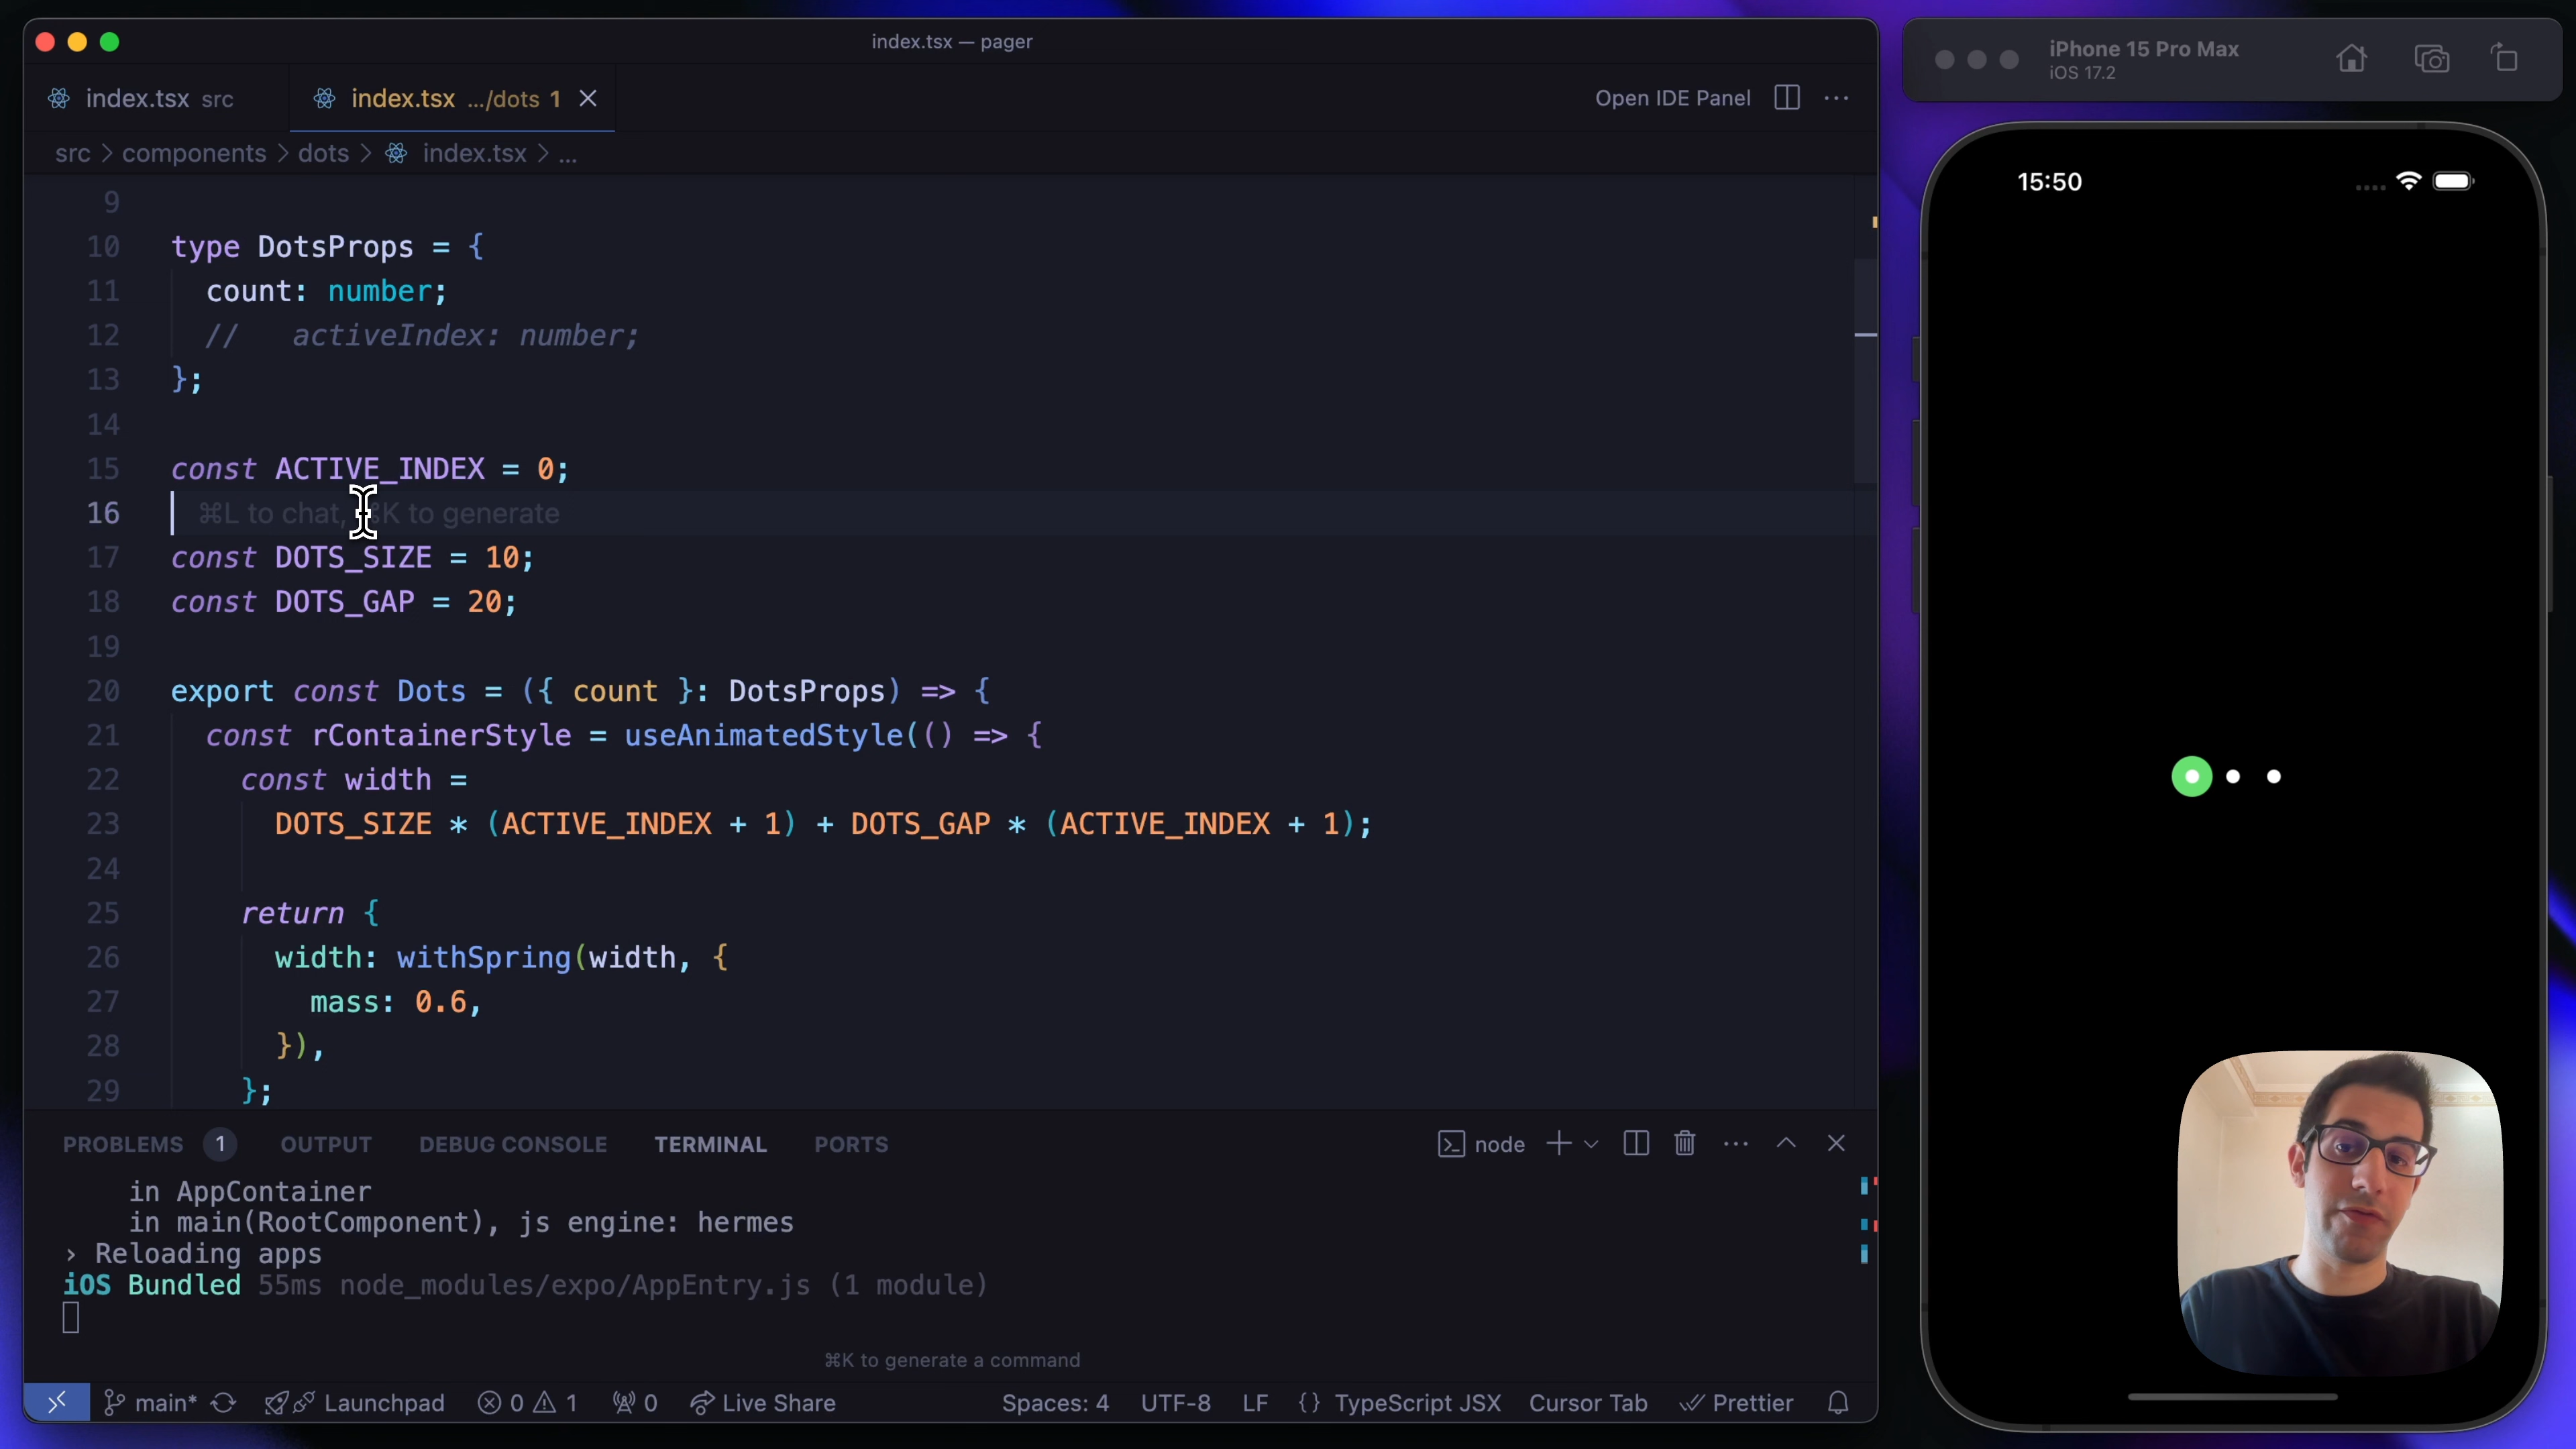 index.tsx — pager
index.tsx src
index.tsx .../dots 1
Open IDE Panel
src > components > dots > index.tsx > ...
9
10 type DotsProps = {
11 count: number;
12 //   activeIndex: number;
13 };
14
15 const ACTIVE_INDEX = 0;
16 ⌘L to chat, ⌘K to generate
17 const DOTS_SIZE = 10;
18 const DOTS_GAP = 20;
19
20 export const Dots = ({ count }: DotsProps) => {
21 const rContainerStyle = useAnimatedStyle(() => {
22 const width =
23 DOTS_SIZE * (ACTIVE_INDEX + 1) + DOTS_GAP * (ACTIVE_INDEX + 1);
24
25 return {
26 width: withSpring(width, {
27 mass: 0.6,
28 }),
29 };
PROBLEMS 1 OUTPUT DEBUG CONSOLE TERMINAL PORTS
node
in AppContainer
in main(RootComponent), js engine: hermes
› Reloading apps
iOS Bundled 55ms node_modules/expo/AppEntry.js (1 module)
⌘K to generate a command
main* Launchpad 0 1 0 Live Share Spaces: 4 UTF-8 LF {} TypeScript JSX Cursor Tab Prettier
iPhone 15 Pro Max
iOS 17.2
15:50